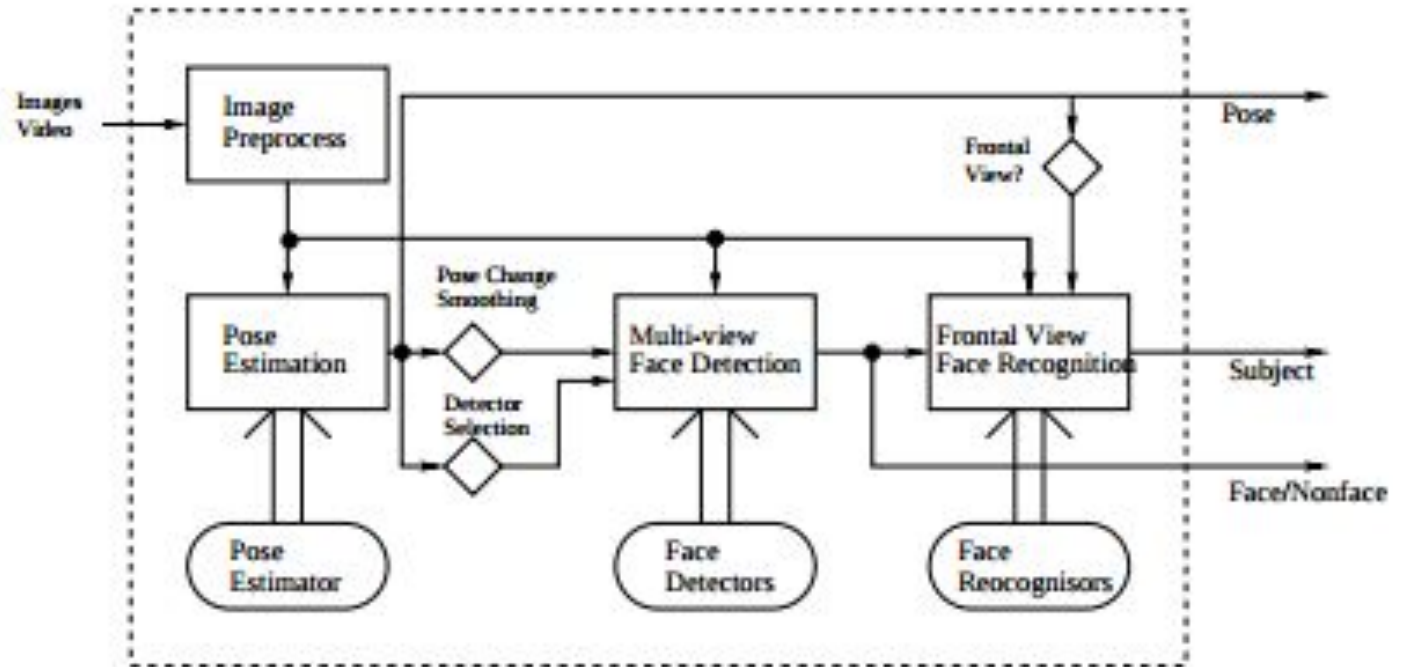 Images
Video
Image
Preprocess
Pose
Frontal
View?
Pose Change
Smoothing
Pose
Estimation
Multi-view
Face Detection
Frontal View
Face Recognition
Subject
Detector
Selection
Face/Nonface
Pose
Estimator
Face
Detectors
Face
Reocognisors